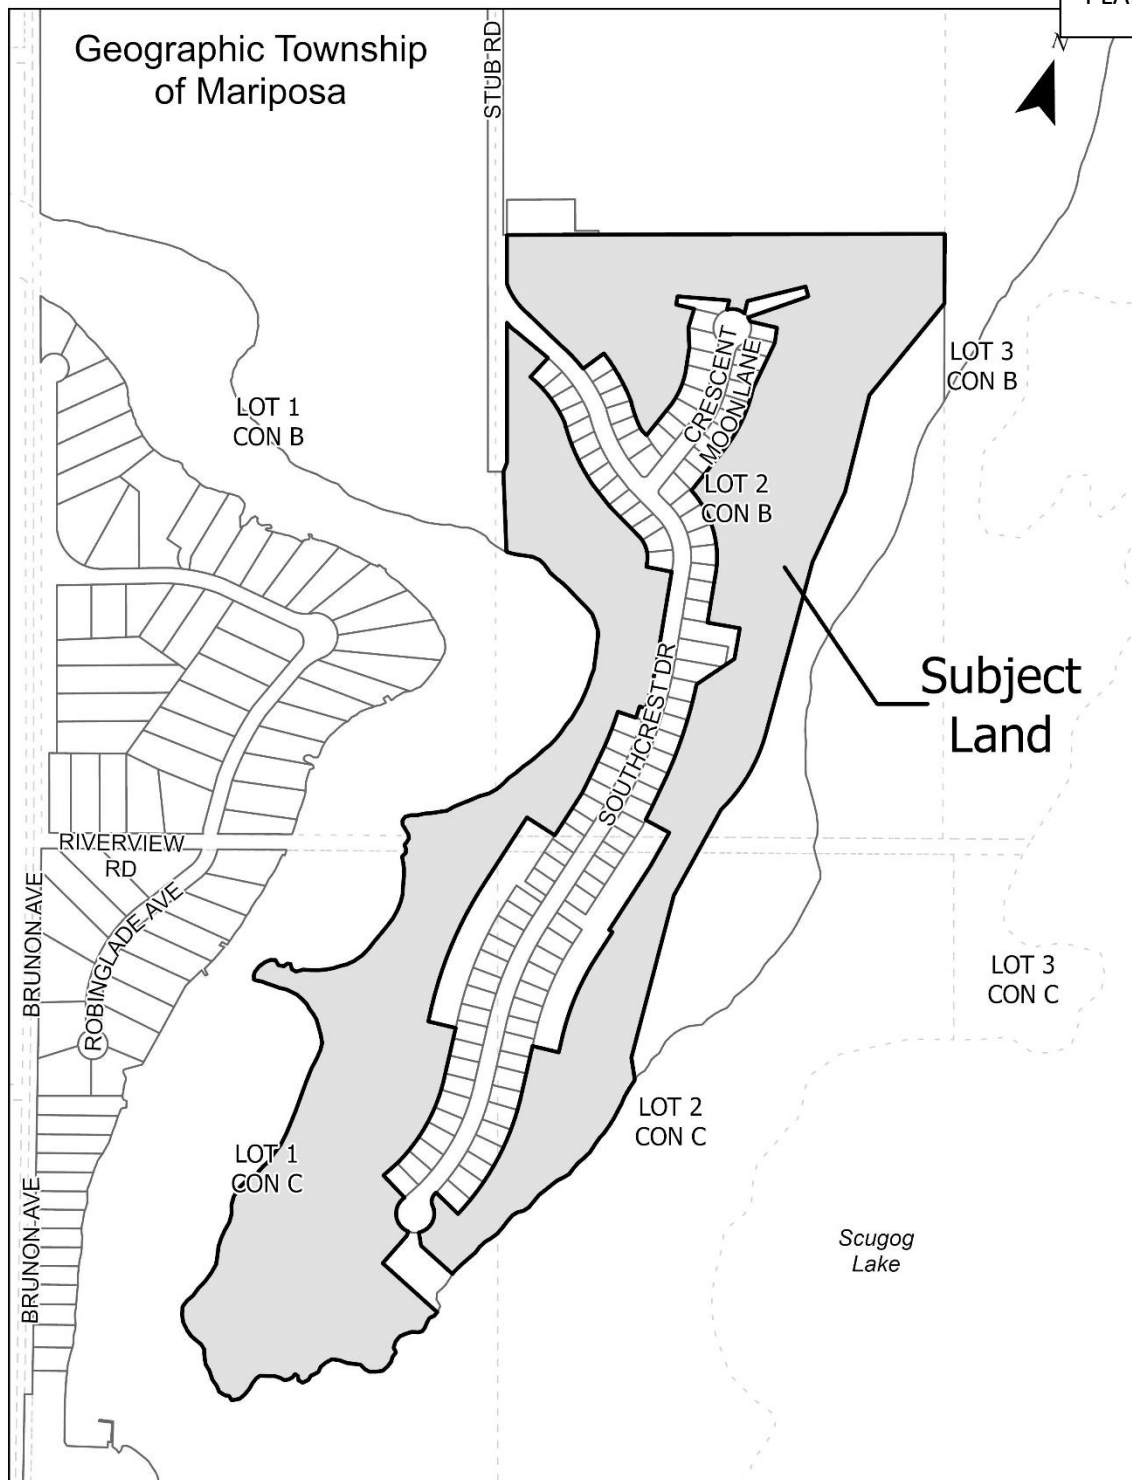 Geographic Township
of Mariposa
STUB RD
N
LOT 1
CON B
LOT 3
CON B
CRESCENT
MOON LANE
LOT 2
CON B
Subject
Land
SOUTHCREST DR
RIVERVIEW
RD
BRUNON AVE
ROBINGLADE AVE
LOT 3
CON C
LOT 2
CON C
LOT 1
CON C
BRUNON AVE
Scugog
Lake